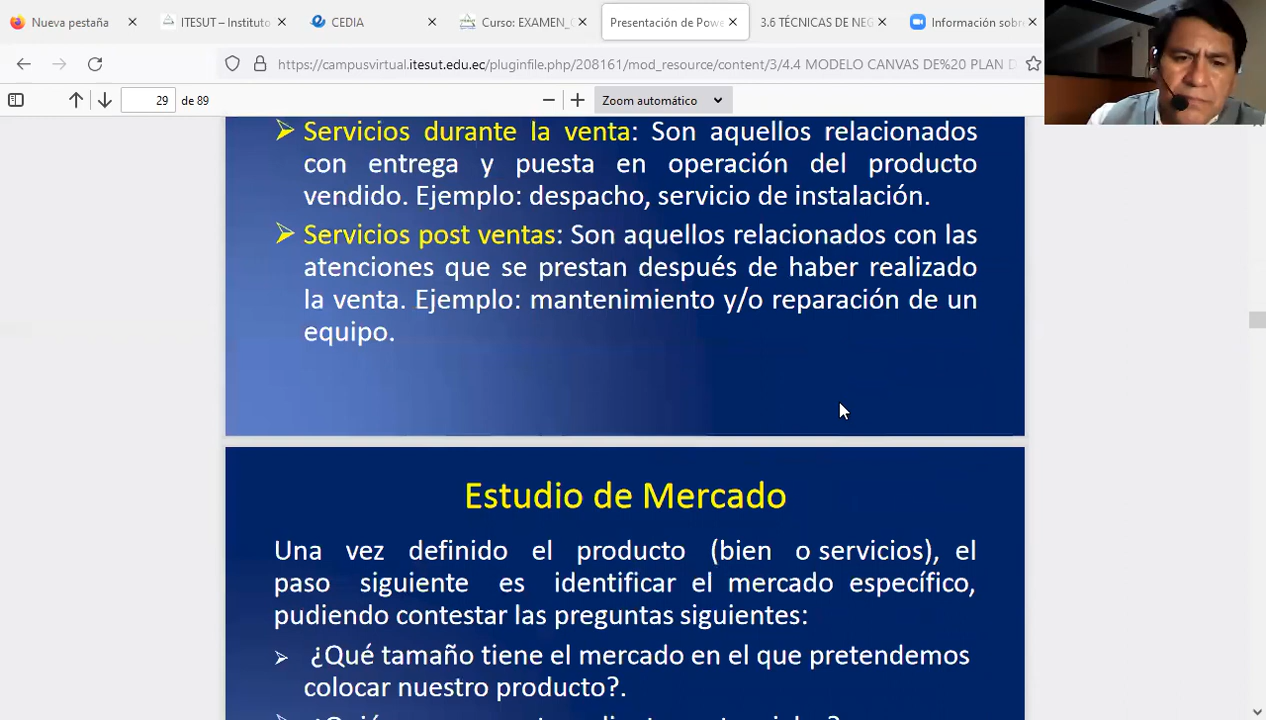 Nueva pestaña
ITESUT – Instituto
CEDIA
Curso: EXAMEN_
Presentación de Powe
3.6 TÉCNICAS DE NEG
Información sobre
https://campusvirtual.itesut.edu.ec/pluginfile.php/208161/mod_resource/content/3/4.4 MODELO CANVAS DE%20 PLAN D
29 de 89
Zoom automático
Servicios durante la venta: Son aquellos relacionados
con entrega y puesta en operación del producto
vendido. Ejemplo: despacho, servicio de instalación.
Servicios post ventas: Son aquellos relacionados con las
atenciones que se prestan después de haber realizado
la venta. Ejemplo: mantenimiento y/o reparación de un
equipo.
Estudio de Mercado
Una vez definido el producto (bien o servicios), el
paso siguiente es identificar el mercado específico,
pudiendo contestar las preguntas siguientes:
¿Qué tamaño tiene el mercado en el que pretendemos
colocar nuestro producto?.